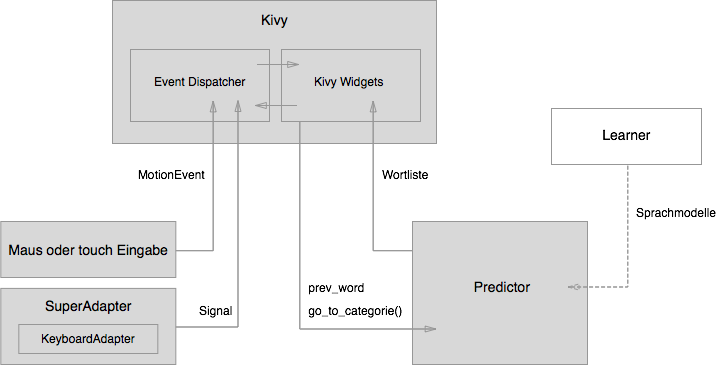 Kivy
Event Dispatcher
Kivy Widgets
Learner
MotionEvent
Wortliste
Sprachmodelle
Maus oder touch Eingabe
Predictor
prev_word
go_to_categorie()
SuperAdapter
Signal
KeyboardAdapter